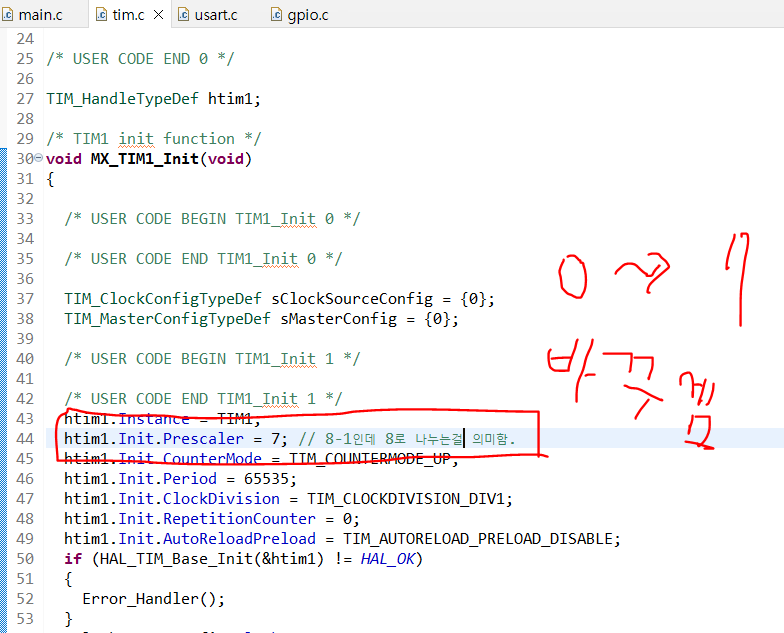 main.c tim.c usart.c gpio.c
24
25 /* USER CODE END 0 */
26
27 TIM_HandleTypeDef htim1;
28
29 /* TIM1 init function */
30 void MX_TIM1_Init(void)
31 {
32
33 /* USER CODE BEGIN TIM1_Init 0 */
34
35 /* USER CODE END TIM1_Init 0 */
36
37 TIM_ClockConfigTypeDef sClockSourceConfig = {0};
38 TIM_MasterConfigTypeDef sMasterConfig = {0};
39
40 /* USER CODE BEGIN TIM1_Init 1 */
41
42 /* USER CODE END TIM1_Init 1 */
43 htim1.Instance = TIM1;
44 htim1.Init.Prescaler = 7; // 8-1인데 8로 나누는걸 의미함.
45 htim1.Init.CounterMode = TIM_COUNTERMODE_UP;
46 htim1.Init.Period = 65535;
47 htim1.Init.ClockDivision = TIM_CLOCKDIVISION_DIV1;
48 htim1.Init.RepetitionCounter = 0;
49 htim1.Init.AutoReloadPreload = TIM_AUTORELOAD_PRELOAD_DISABLE;
50 if (HAL_TIM_Base_Init(&htim1) != HAL_OK)
51 {
52 Error_Handler();
53 }
0 → 7